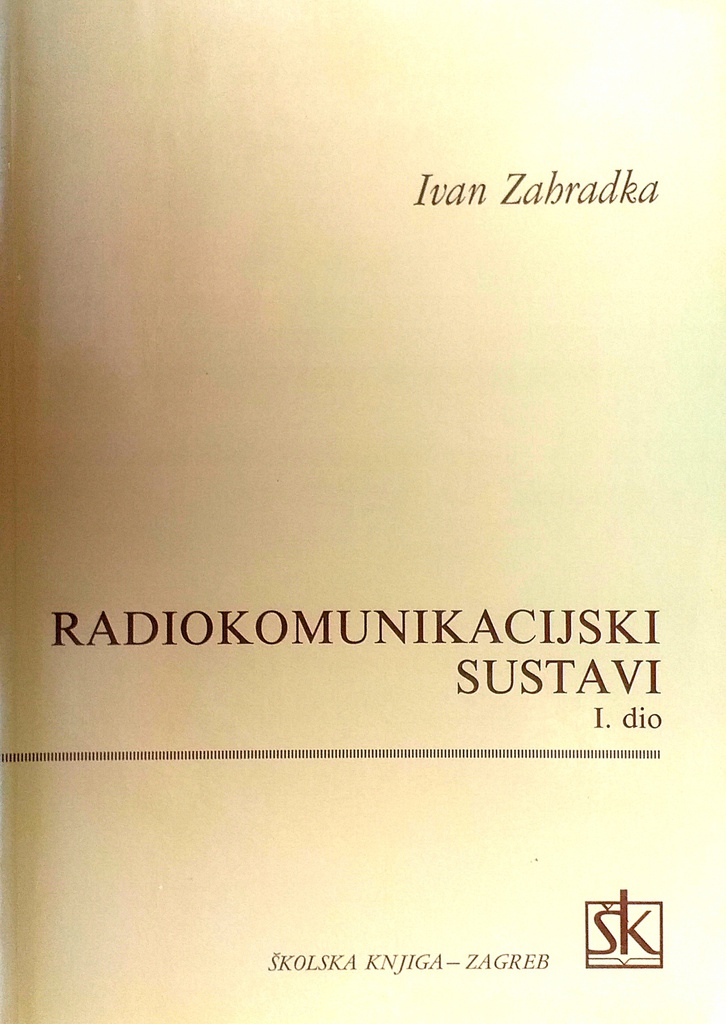 Ivan Zahradka
RADIOKOMUNIKACIJSKI
SUSTAVI
I. dio
ŠKOLSKA KNJIGA – ZAGREB
ŠK